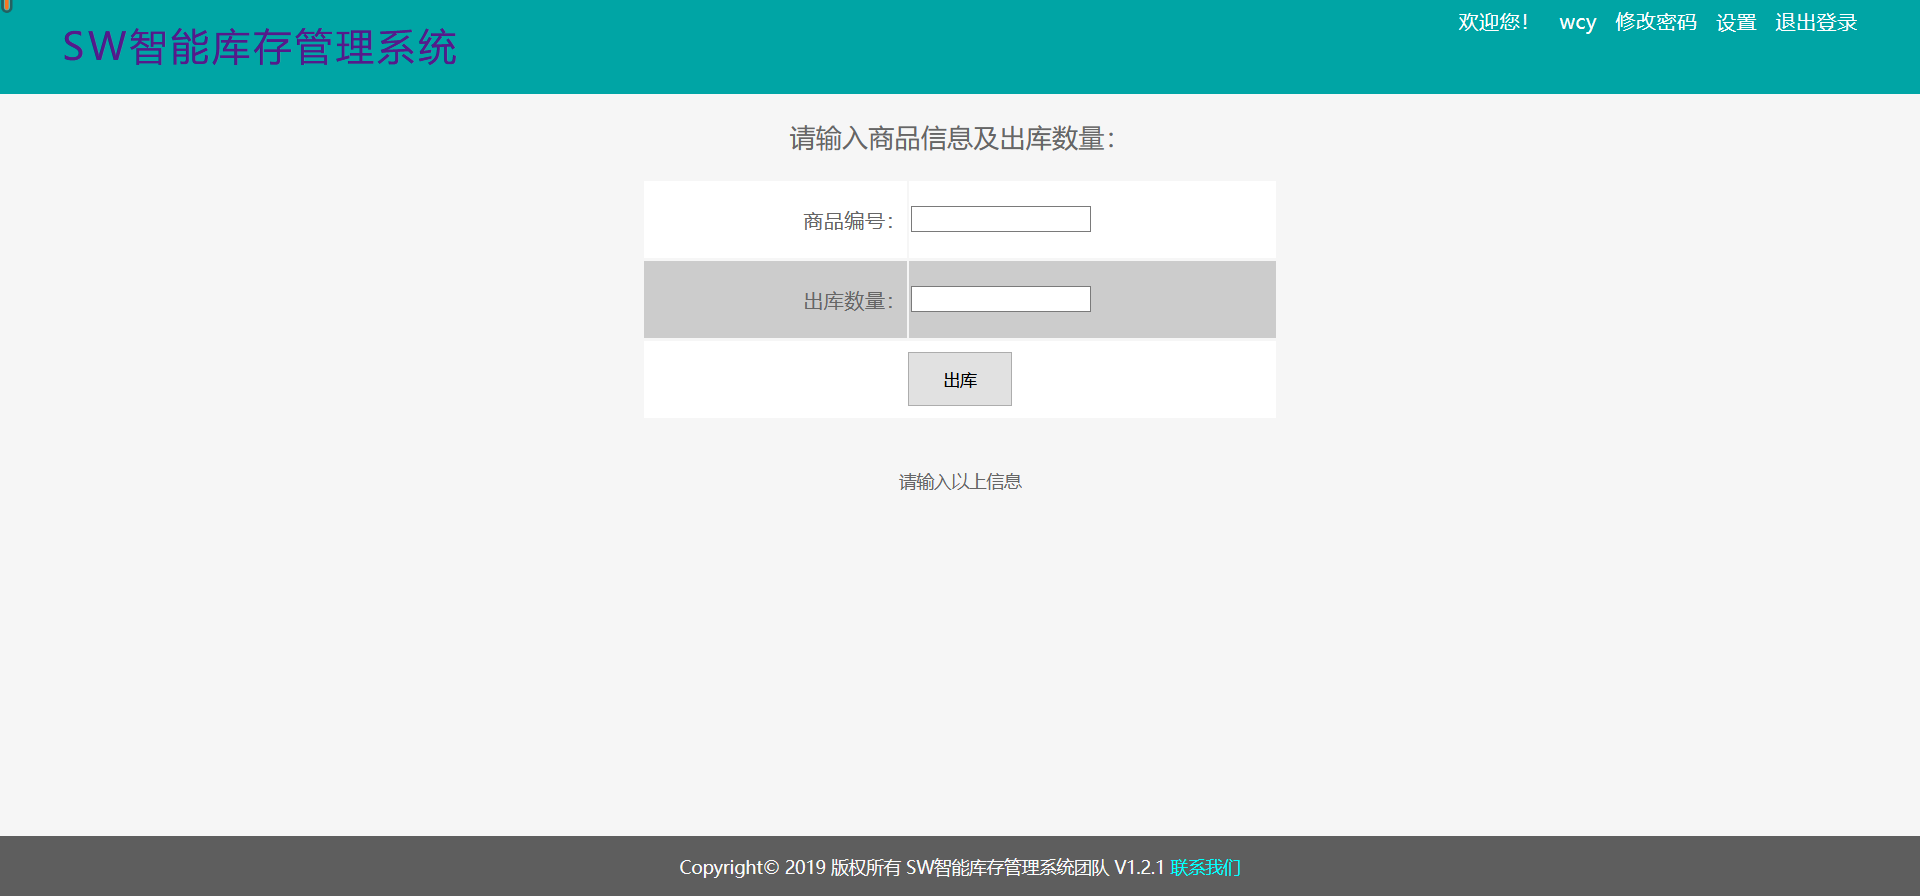 SW智能库存管理系统
欢迎您! wcy 修改密码 设置 退出登录
请输入商品信息及出库数量：
商品编号：
出库数量：
出库
请输入以上信息
Copyright© 2019 版权所有 SW智能库存管理系统团队 V1.2.1 联系我们